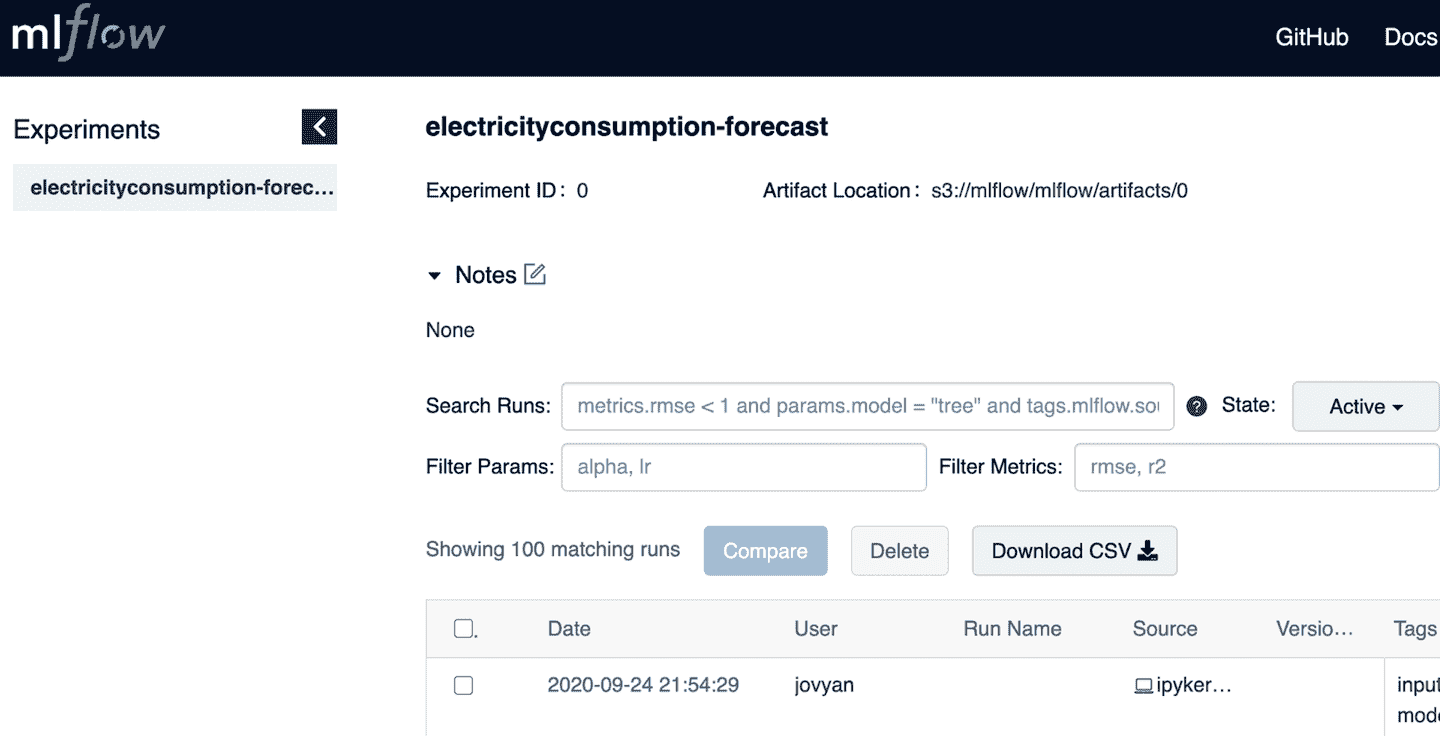 mlflow GitHub Docs
Experiments
electricityconsumption-forec...
electricityconsumption-forecast
Experiment ID: 0 Artifact Location: s3://mlflow/mlflow/artifacts/0
Notes
None
Search Runs: metrics.rmse < 1 and params.model = "tree" and tags.mlflow.sou State: Active
Filter Params: alpha, lr Filter Metrics: rmse, r2
Showing 100 matching runs Compare Delete Download CSV
Date User Run Name Source Versio... Tags
2020-09-24 21:54:29 jovyan ipyker... input
mode